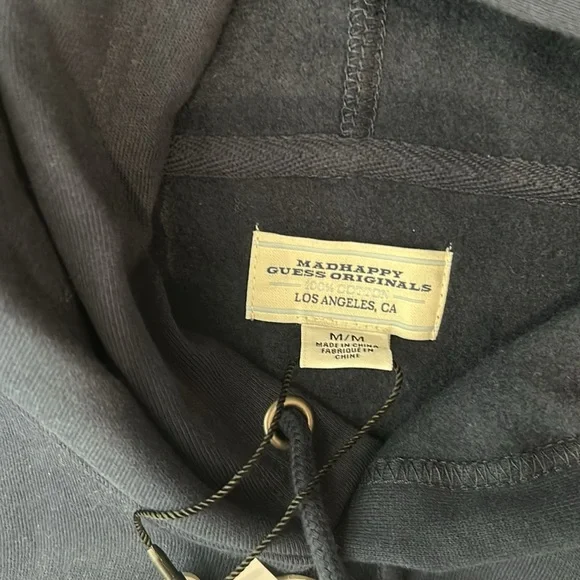 MADHAPPY
GUESS ORIGINALS
100% COTTON
LOS ANGELES, CA
M/M
MADE IN CHINA
FABRIQUÉ EN
CHINE